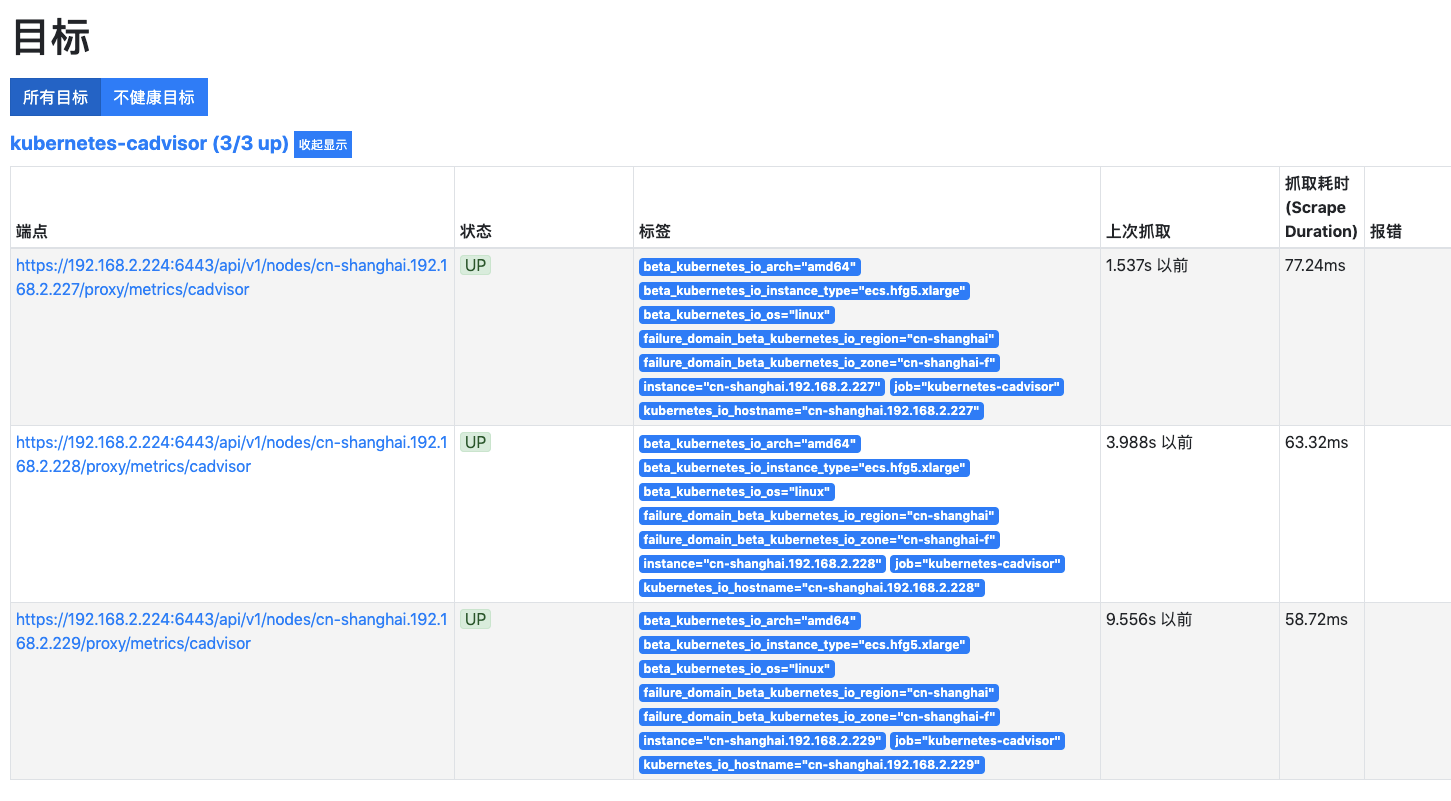 目标
所有目标 不健康目标
kubernetes-cadvisor (3/3 up) 收起显示
端点 状态 标签 上次抓取 抓取耗时 (Scrape Duration) 报错
https://192.168.2.224:6443/api/v1/nodes/cn-shanghai.192.1
68.2.227/proxy/metrics/cadvisor
UP
beta_kubernetes_io_arch="amd64"
beta_kubernetes_io_instance_type="ecs.hfg5.xlarge"
beta_kubernetes_io_os="linux"
failure_domain_beta_kubernetes_io_region="cn-shanghai"
failure_domain_beta_kubernetes_io_zone="cn-shanghai-f"
instance="cn-shanghai.192.168.2.227" job="kubernetes-cadvisor"
kubernetes_io_hostname="cn-shanghai.192.168.2.227"
1.537s 以前
77.24ms
https://192.168.2.224:6443/api/v1/nodes/cn-shanghai.192.1
68.2.228/proxy/metrics/cadvisor
UP
beta_kubernetes_io_arch="amd64"
beta_kubernetes_io_instance_type="ecs.hfg5.xlarge"
beta_kubernetes_io_os="linux"
failure_domain_beta_kubernetes_io_region="cn-shanghai"
failure_domain_beta_kubernetes_io_zone="cn-shanghai-f"
instance="cn-shanghai.192.168.2.228" job="kubernetes-cadvisor"
kubernetes_io_hostname="cn-shanghai.192.168.2.228"
3.988s 以前
63.32ms
https://192.168.2.224:6443/api/v1/nodes/cn-shanghai.192.1
68.2.229/proxy/metrics/cadvisor
UP
beta_kubernetes_io_arch="amd64"
beta_kubernetes_io_instance_type="ecs.hfg5.xlarge"
beta_kubernetes_io_os="linux"
failure_domain_beta_kubernetes_io_region="cn-shanghai"
failure_domain_beta_kubernetes_io_zone="cn-shanghai-f"
instance="cn-shanghai.192.168.2.229" job="kubernetes-cadvisor"
kubernetes_io_hostname="cn-shanghai.192.168.2.229"
9.556s 以前
58.72ms